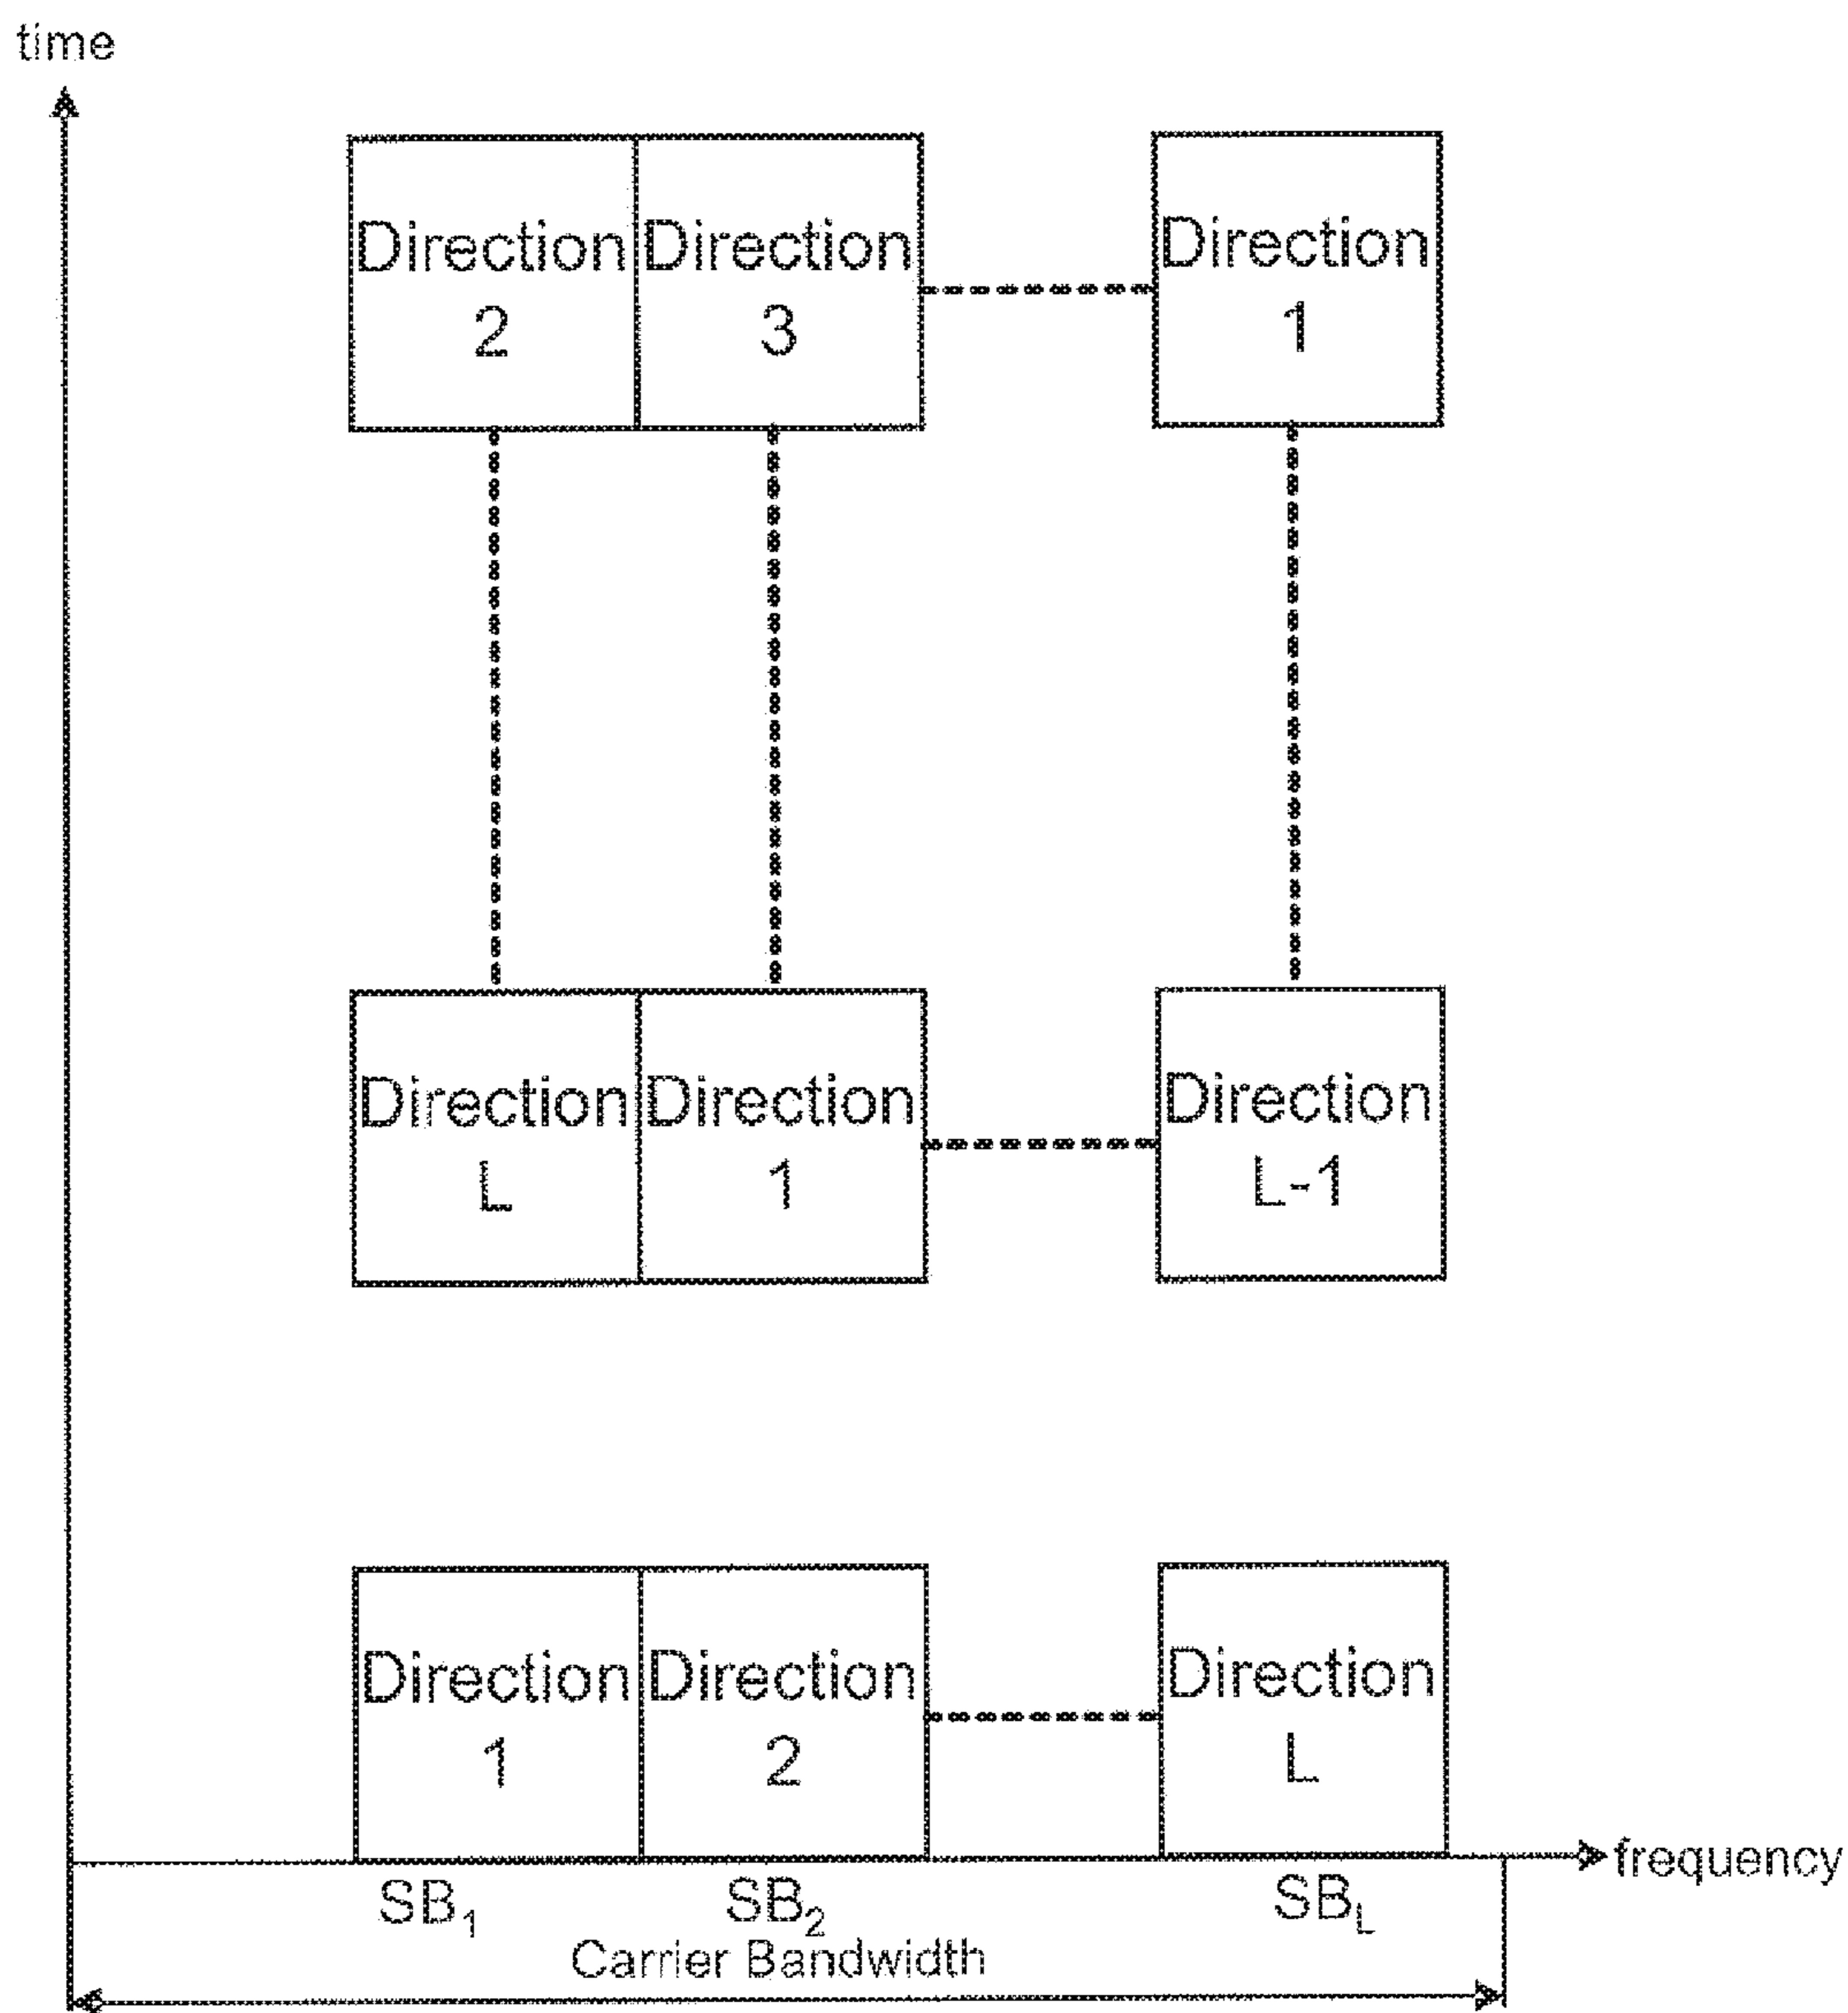 time
Direction 2
Direction 3
Direction 1
Direction L
Direction 1
Direction L-1
Direction 1
Direction 2
Direction L
frequency
SB1
SB2
SBL
Carrier Bandwidth